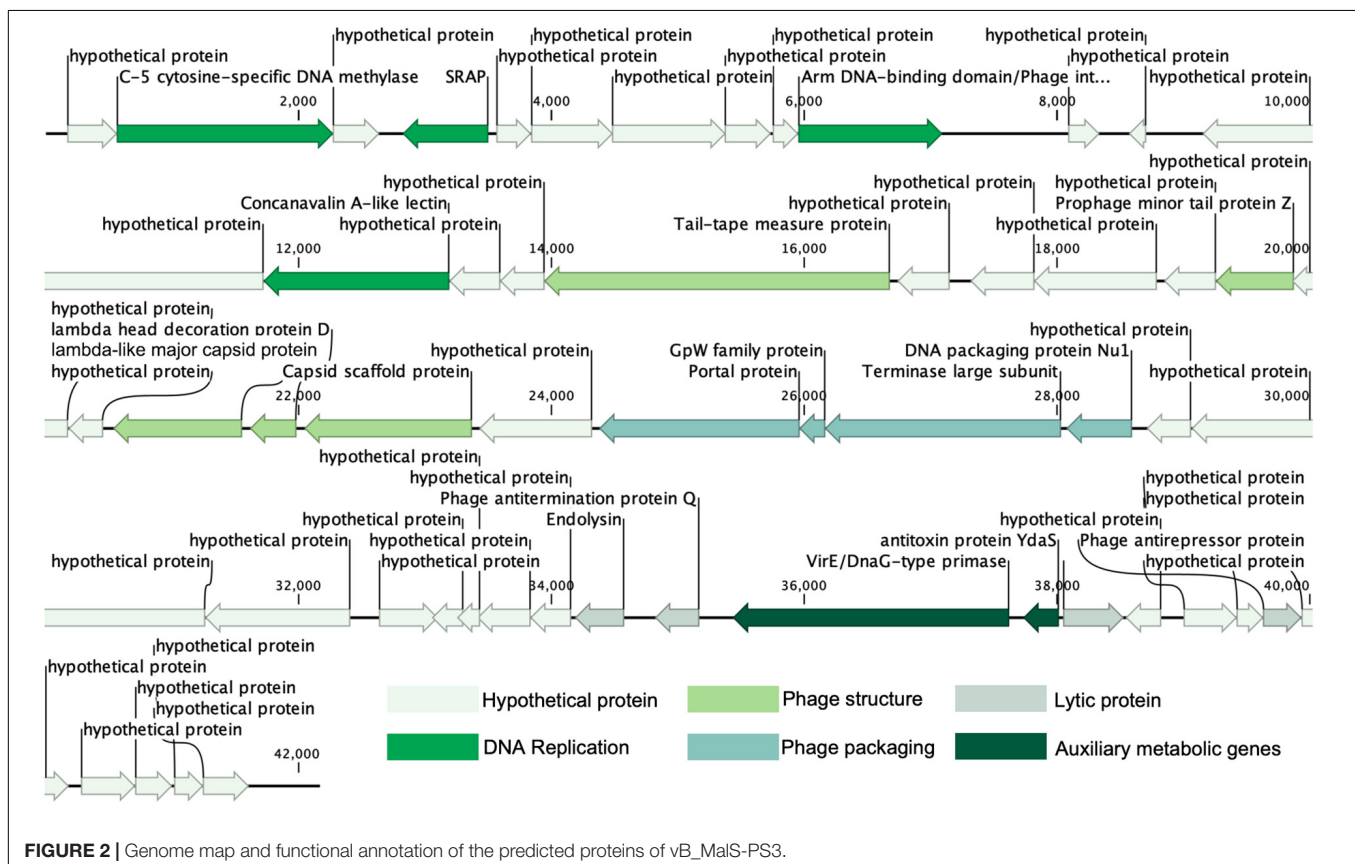 hypothetical protein hypothetical protein hypothetical protein hypothetical protein
hypothetical protein hypothetical protein hypothetical protein
C-5 cytosine-specific DNA methylase SRAP hypothetical protein Arm DNA-binding domain/Phage int... hypothetical protein
2,000 4,000 6,000 8,000 10,000
hypothetical protein
hypothetical protein hypothetical protein hypothetical protein
Concanavalin A-like lectin hypothetical protein Prophage minor tail protein Z
hypothetical protein hypothetical protein Tail-tape measure protein hypothetical protein
12,000 14,000 16,000 18,000 20,000
hypothetical protein
lambda head decoration protein D hypothetical protein
lambda-like major capsid protein hypothetical protein GpW family protein DNA packaging protein Nu1
hypothetical protein Capsid scaffold protein Portal protein Terminase large subunit hypothetical protein
22,000 24,000 26,000 28,000 30,000
hypothetical protein
hypothetical protein hypothetical protein
Phage antitermination protein Q hypothetical protein
hypothetical protein Endolysin hypothetical protein
hypothetical protein hypothetical protein antitoxin protein YdaS Phage antirepressor protein
hypothetical protein hypothetical protein VirE/DnaG-type primase hypothetical protein
32,000 34,000 36,000 38,000 40,000
hypothetical protein
hypothetical protein
hypothetical protein
hypothetical protein
hypothetical protein
42,000
Hypothetical protein Phage structure Lytic protein
DNA Replication Phage packaging Auxiliary metabolic genes
FIGURE 2 | Genome map and functional annotation of the predicted proteins of vB_MalS-PS3.